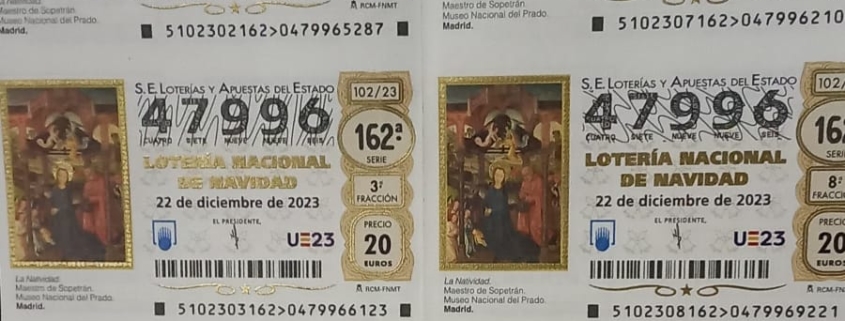 Maestro de Sopetrán.
Museo Nacional del Prado.
Madrid.
RCM-FNMT
5102302162>0479965287
Maestro de Sopetrán.
Museo Nacional del Prado.
Madrid.
5102307162>047996210
S.E. LOTERÍAS Y APUESTAS DEL ESTADO
102/23
47996
CUATRO SIETE NUEVE NUEVE SEIS
162ª
SERIE
LOTERÍA NACIONAL
DE NAVIDAD
3ª
FRACCIÓN
22 de diciembre de 2023
EL PRESIDENTE,
PRECIO
20
EUROS
UE23
La Natividad.
Maestro de Sopetrán.
Museo Nacional del Prado.
Madrid.
RCM-FNMT
5102303162>0479966123
S.E. LOTERÍAS Y APUESTAS DEL ESTADO
102/
47996
CUATRO SIETE NUEVE NUEVE SEIS
162
SERIE
LOTERÍA NACIONAL
DE NAVIDAD
8ª
FRACCIÓ
22 de diciembre de 2023
EL PRESIDENTE,
PRECIO
20
EUROS
UE23
La Natividad.
Maestro de Sopetrán.
Museo Nacional del Prado.
Madrid.
RCM-FN
5102308162>0479969221